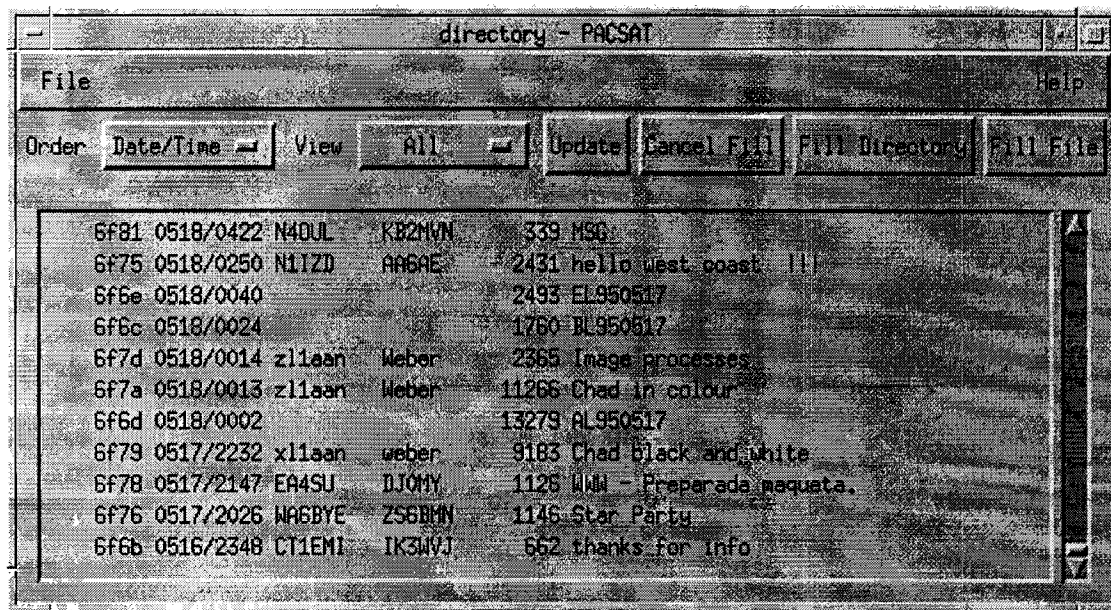 directory - PACSAT
File Help
Order Date/Time View All Update Cancel Fill Fill Directory Fill File
6f81 0518/0422 N4OUL KB2MVN 339 MSG
6f75 0518/0250 N1IZD AA6AE 2431 hello west coast !!!
6f6e 0518/0040 2493 EL950517
6f6c 0518/0024 1760 BL950517
6f7d 0518/0014 zl1aan Weber 2365 Image processes
6f7a 0518/0013 zl1aan Weber 11266 Chad in colour
6f6d 0518/0002 13279 AL950517
6f79 0517/2232 xl1aan weber 9183 Chad black and white
6f78 0517/2147 EA4SU DJ0MY 1126 WWW - Preparada maqueta.
6f76 0517/2026 WA6BYE ZS6BMN 1146 Star Party
6f6b 0516/2348 CT1EMI IK3WVJ 662 thanks for info